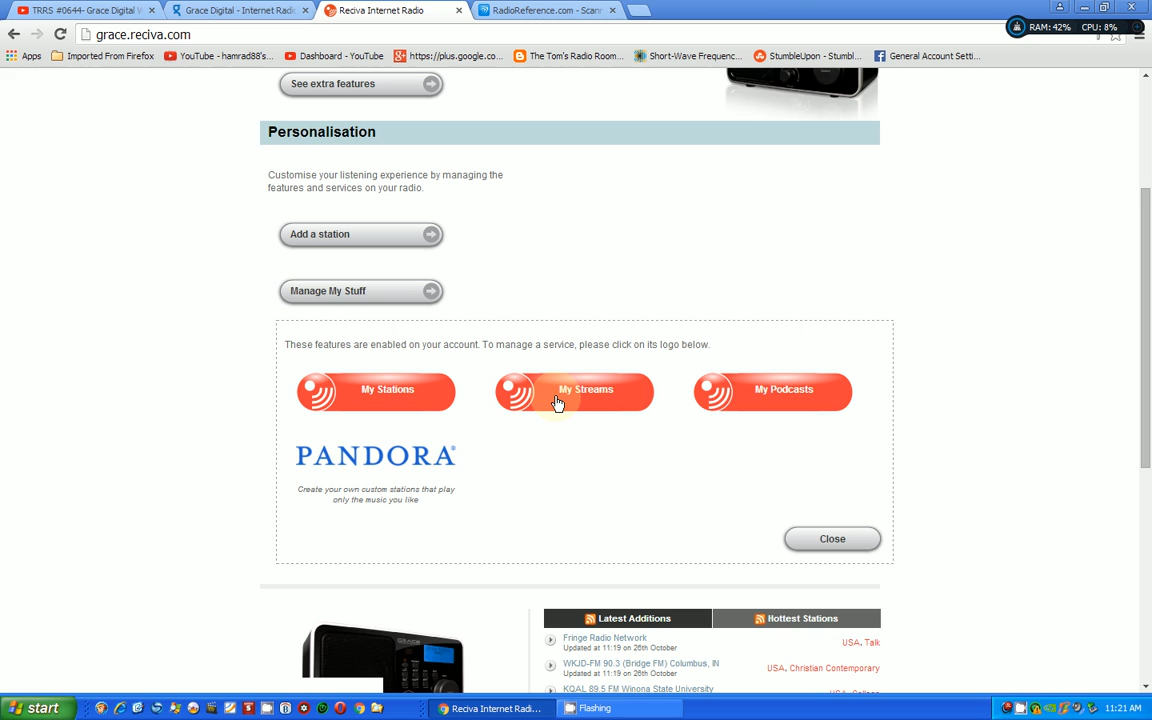 TRRS #0644- Grace Digital W
Grace Digital - Internet Radio
Reciva Internet Radio
RadioReference.com - Scann
RAM: 42% CPU: 8%
grace.reciva.com
Apps
Imported From Firefox
YouTube - hamrad88's...
Dashboard - YouTube
https://plus.google.co...
The Tom's Radio Room...
Short-Wave Frequenc...
StumbleUpon - Stumbl...
General Account Setti...
See extra features
Personalisation
Customise your listening experience by managing the
features and services on your radio.
Add a station
Manage My Stuff
These features are enabled on your account. To manage a service, please click on its logo below.
My Stations
My Streams
My Podcasts
PANDORA®
Create your own custom stations that play
only the music you like
Close
Latest Additions
Hottest Stations
Fringe Radio Network
USA, Talk
Updated at 11:19 on 26th October
WKJD-FM 90.3 (Bridge FM) Columbus, IN
USA, Christian Contemporary
Updated at 11:19 on 26th October
KQAL 89.5 FM Winona State University
start
Reciva Internet Radi...
Flashing
11:21 AM